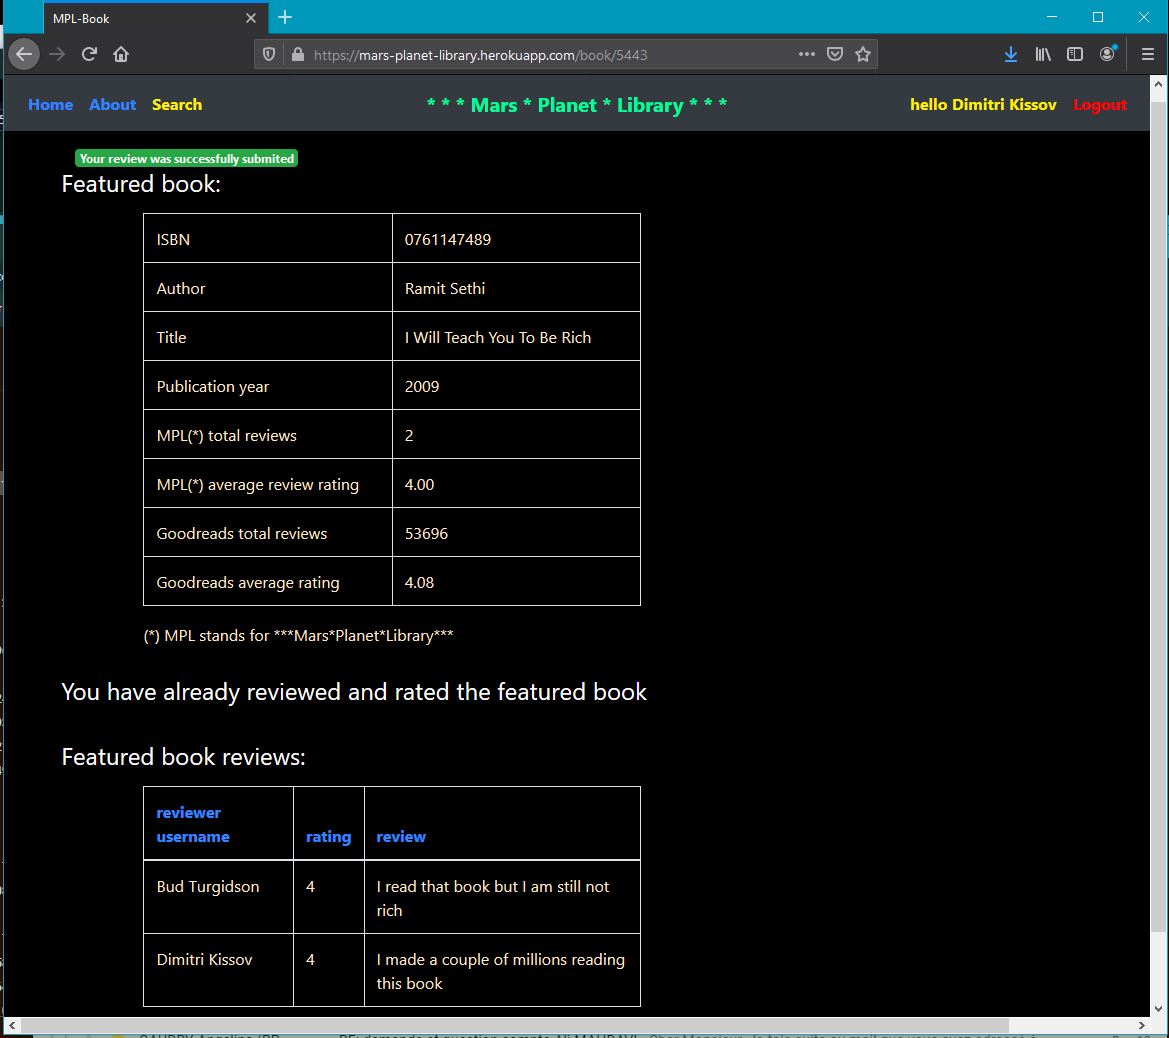 MPL-Book
https://mars-planet-library.herokuapp.com/book/5443
Home About Search * * * Mars * Planet * Library * * * hello Dimitri Kissov Logout
Your review was successfully submited
Featured book:
ISBN 0761147489
Author Ramit Sethi
Title I Will Teach You To Be Rich
Publication year 2009
MPL(*) total reviews 2
MPL(*) average review rating 4.00
Goodreads total reviews 53696
Goodreads average rating 4.08
(*) MPL stands for ***Mars*Planet*Library***
You have already reviewed and rated the featured book
Featured book reviews:
reviewer
username rating review
Bud Turgidson 4 I read that book but I am still not
rich
Dimitri Kissov 4 I made a couple of millions reading
this book